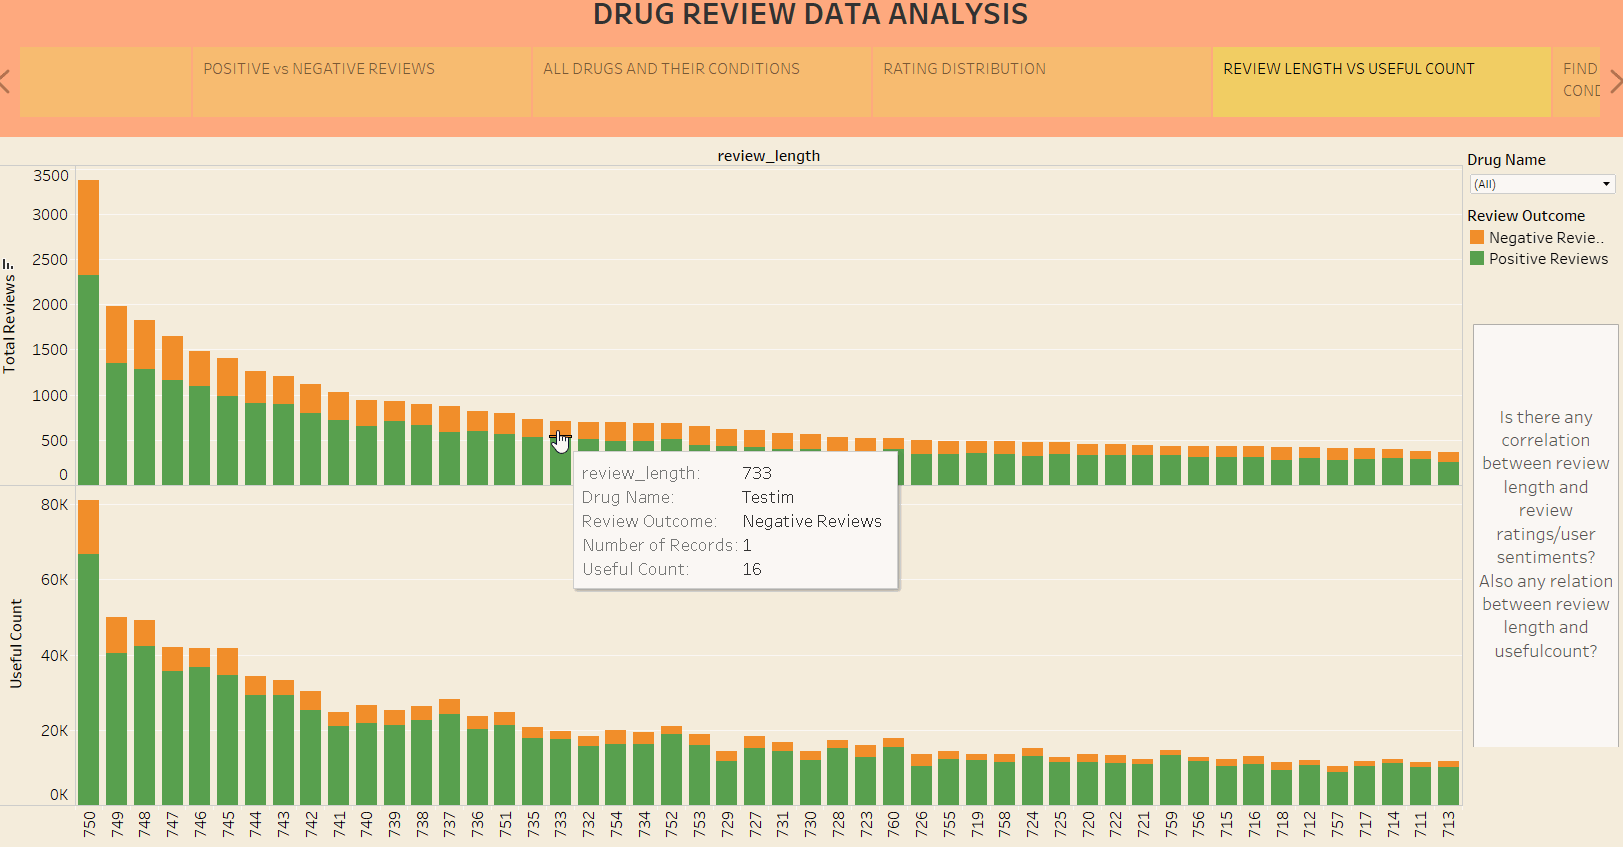 DRUG REVIEW DATA ANALYSIS
POSITIVE vs NEGATIVE REVIEWS
ALL DRUGS AND THEIR CONDITIONS
RATING DISTRIBUTION
REVIEW LENGTH VS USEFUL COUNT
FIND
COND
review_length
Total Reviews
3500
3000
2500
2000
1500
1000
500
0
Useful Count
80K
60K
40K
20K
0K
review_length: 733
Drug Name: Testim
Review Outcome: Negative Reviews
Number of Records: 1
Useful Count: 16
750 749 748 747 746 745 744 743 742 741 740 739 738 737 736 751 735 733 732 754 734 752 753 729 727 731 730 728 723 760 726 755 719 758 724 725 720 722 721 759 756 715 716 718 712 757 717 714 711 713
Drug Name
(All)
Review Outcome
Negative Revie..
Positive Reviews
Is there any
correlation
between review
length and
review
ratings/user
sentiments?
Also any relation
between review
length and
usefulcount?